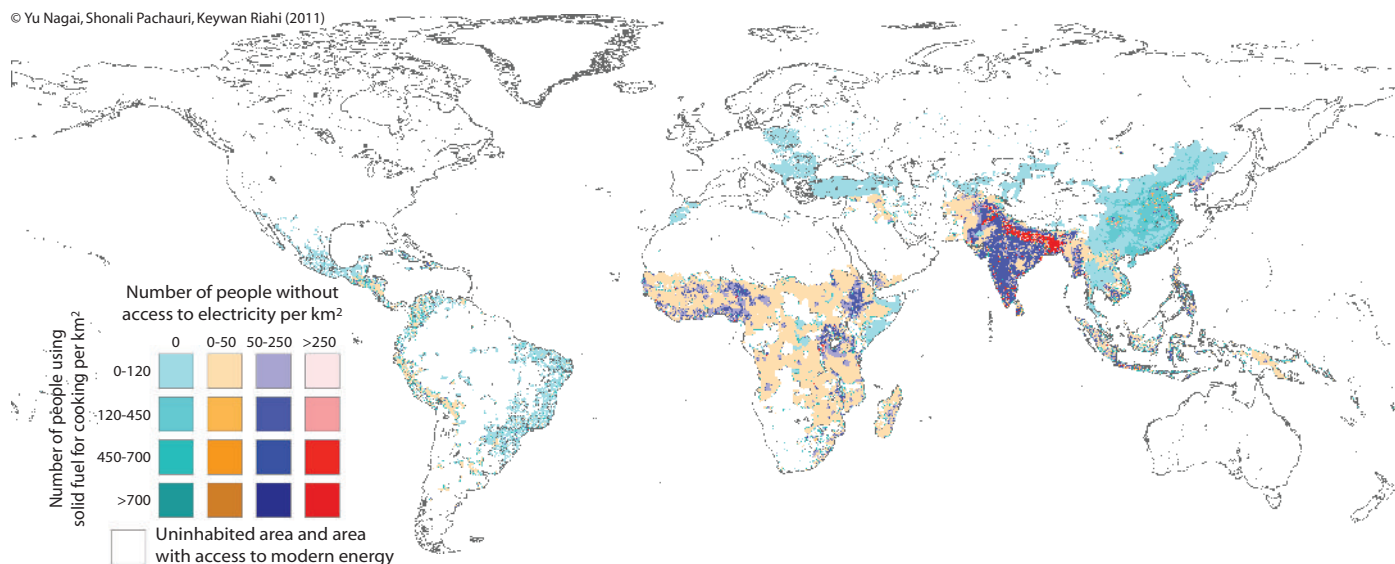 © Yu Nagai, Shonali Pachauri, Keywan Riahi (2011)
Number of people without
access to electricity per km²
0 0-50 50-250 >250
Number of people using
solid fuel for cooking per km²
0-120
120-450
450-700
>700
Uninhabited area and area
with access to modern energy